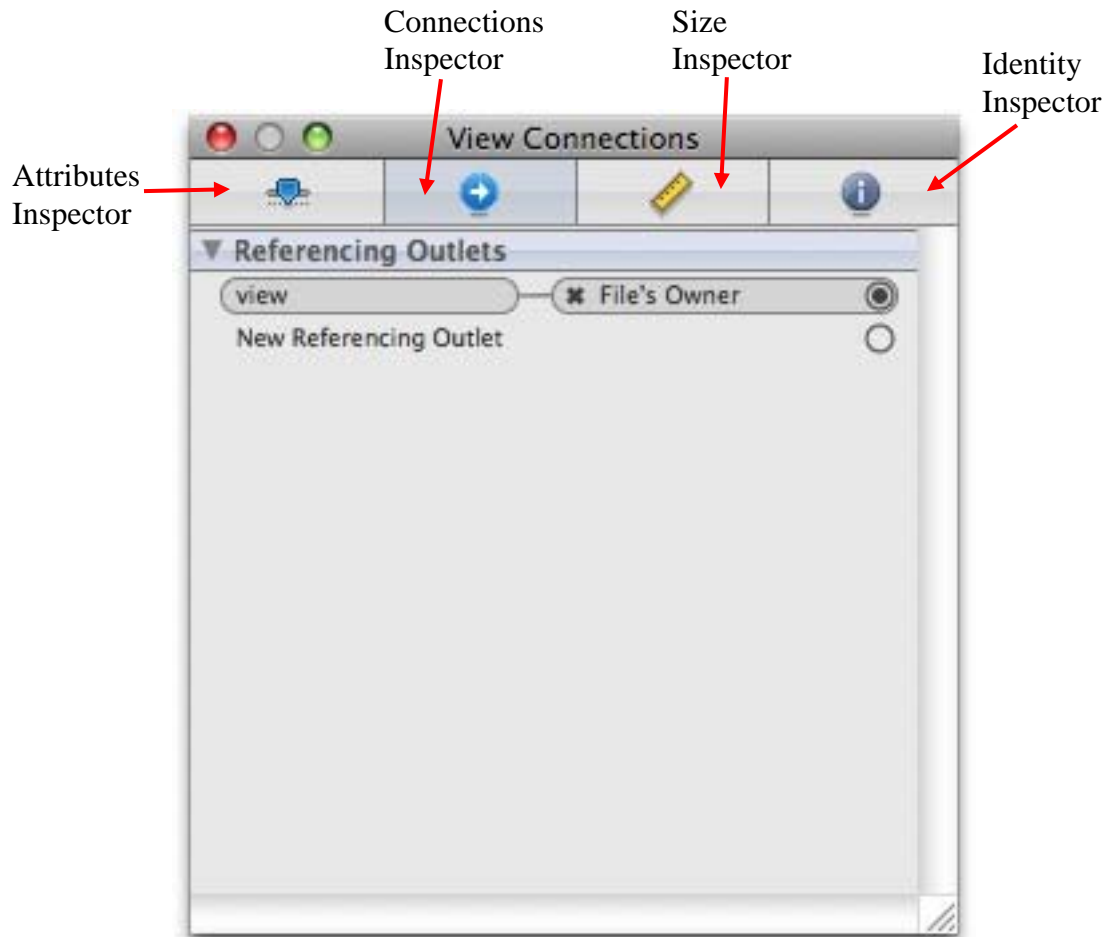 Connections
Inspector
Size
Inspector
Identity
Inspector
Attributes
Inspector
View Connections
Referencing Outlets
view
File's Owner
New Referencing Outlet